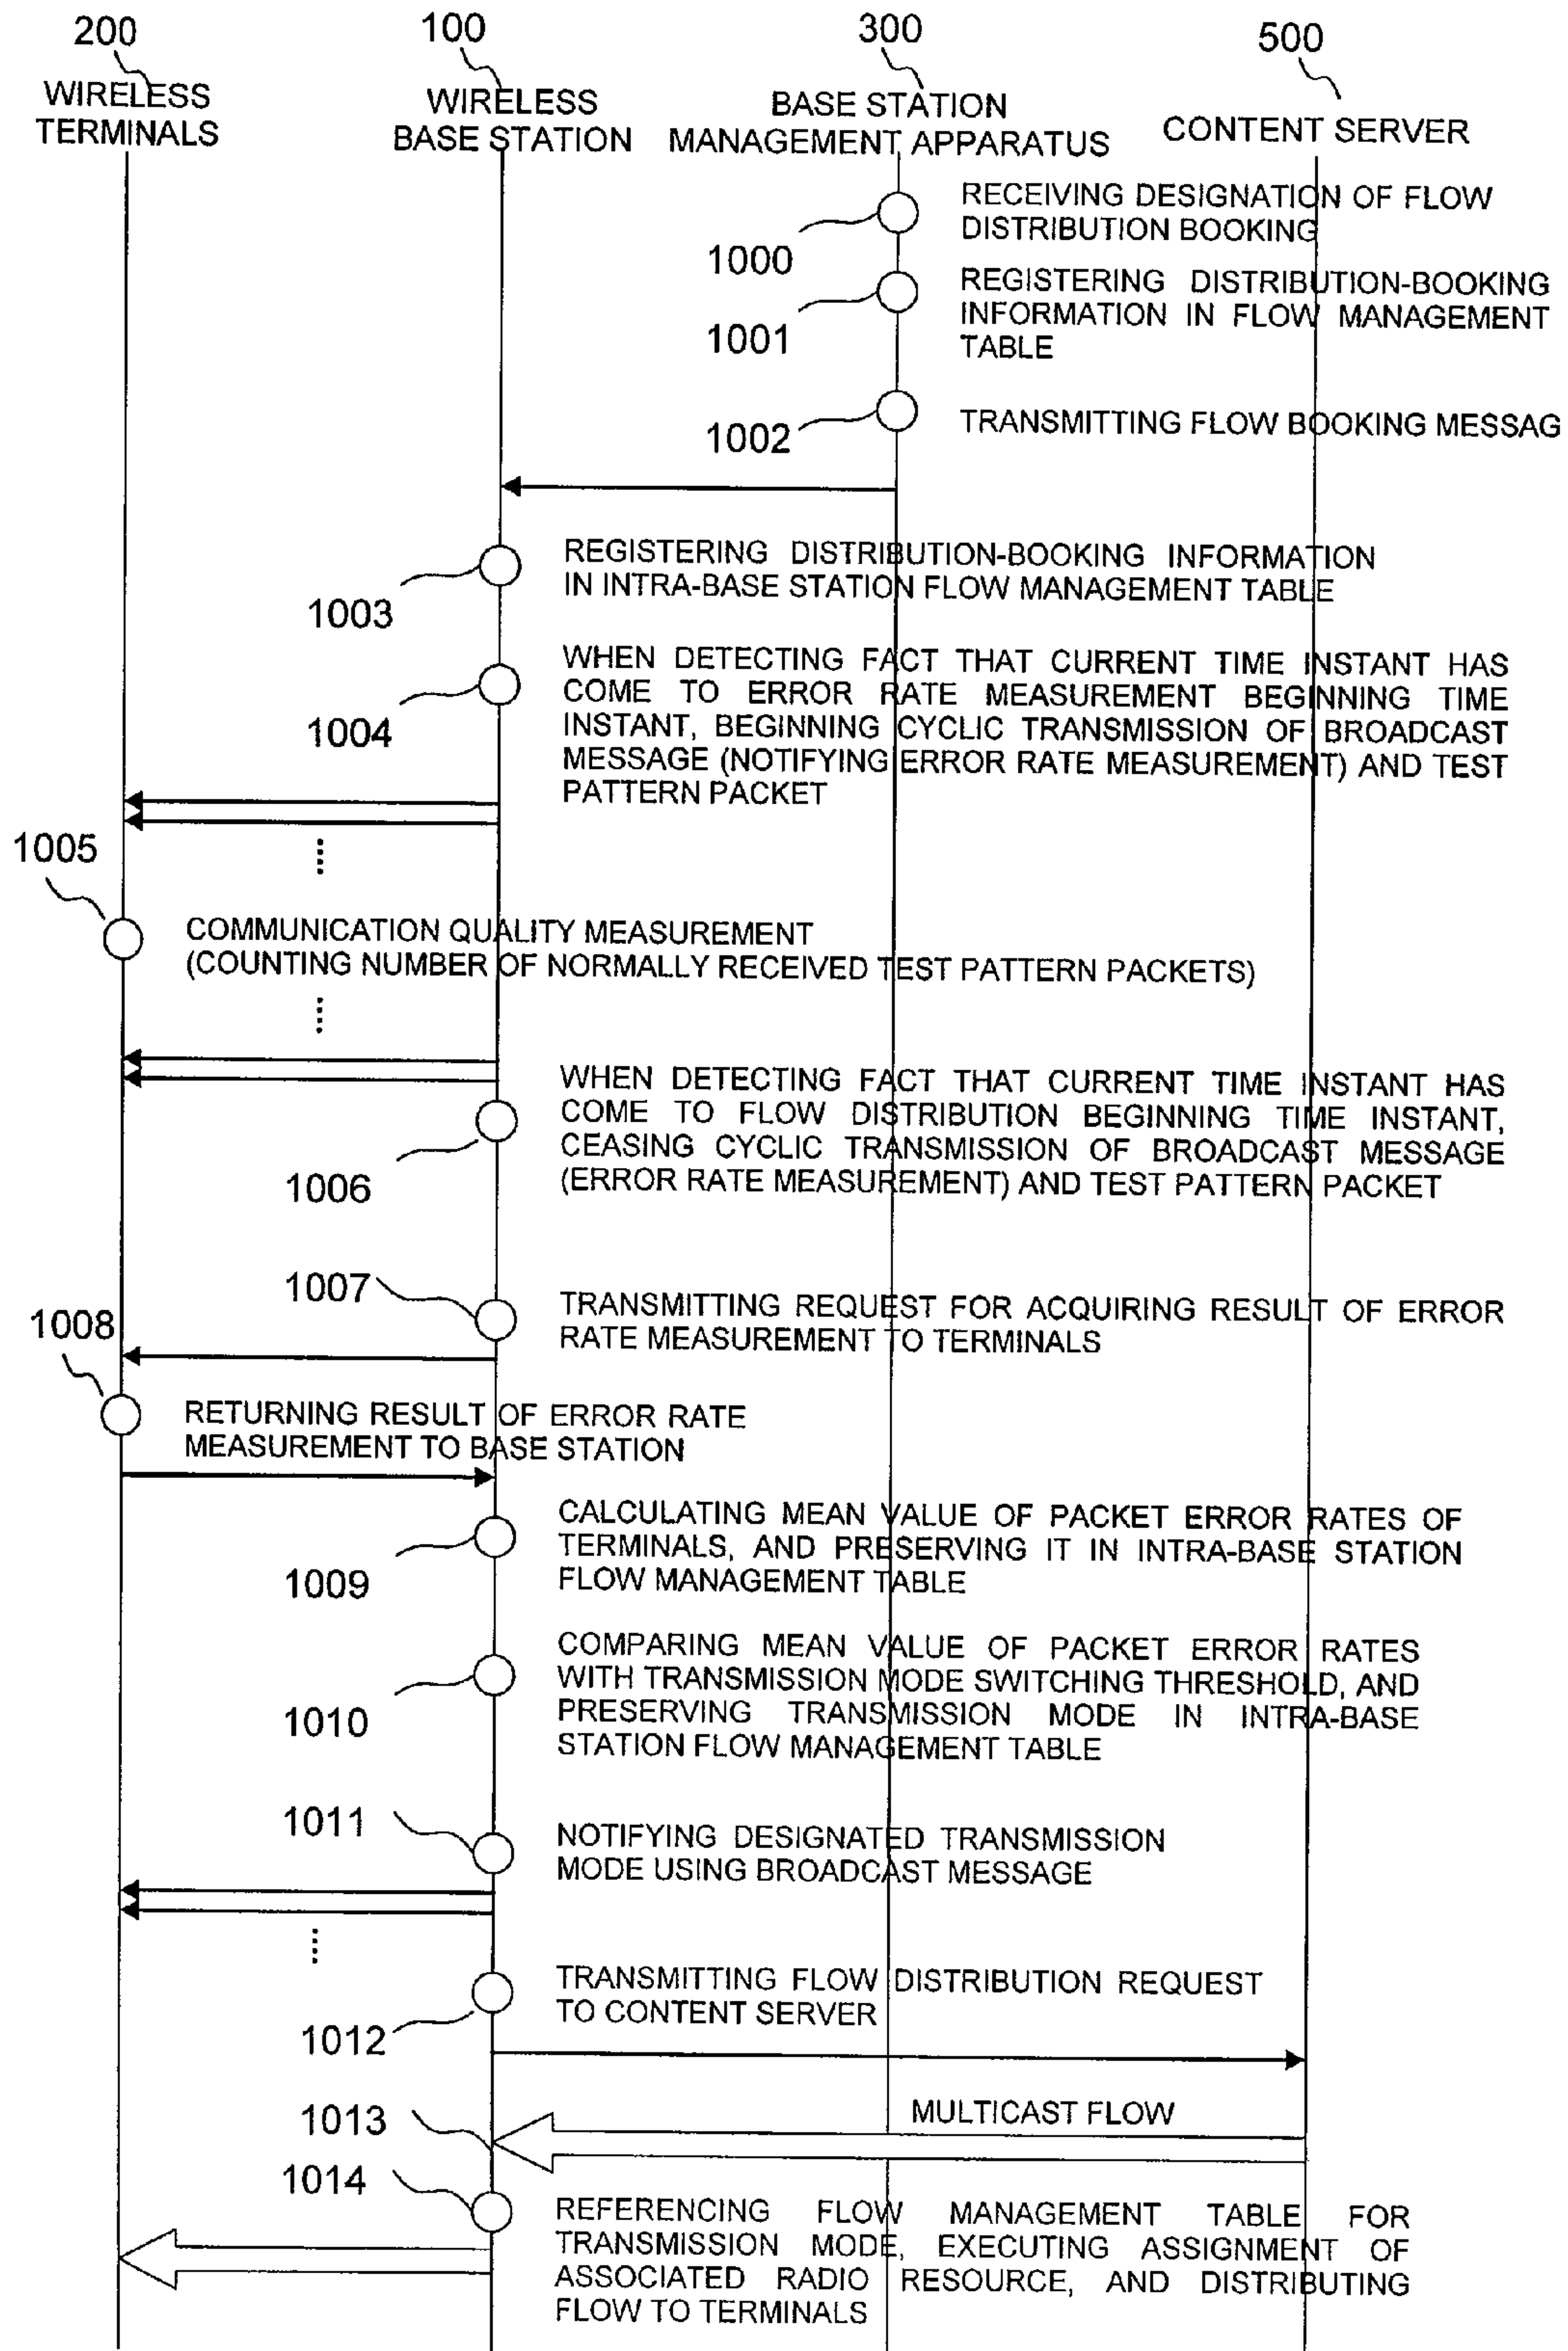 200
100
300
500
WIRELESS
TERMINALS
WIRELESS
BASE STATION
BASE STATION
MANAGEMENT APPARATUS
CONTENT SERVER
1000
RECEIVING DESIGNATION OF FLOW
DISTRIBUTION BOOKING
1001
REGISTERING DISTRIBUTION-BOOKING
INFORMATION IN FLOW MANAGEMENT
TABLE
1002
TRANSMITTING FLOW BOOKING MESSAG
1003
REGISTERING DISTRIBUTION-BOOKING INFORMATION
IN INTRA-BASE STATION FLOW MANAGEMENT TABLE
1004
WHEN DETECTING FACT THAT CURRENT TIME INSTANT HAS
COME TO ERROR RATE MEASUREMENT BEGINNING TIME
INSTANT, BEGINNING CYCLIC TRANSMISSION OF BROADCAST
MESSAGE (NOTIFYING ERROR RATE MEASUREMENT) AND TEST
PATTERN PACKET
1005
COMMUNICATION QUALITY MEASUREMENT
(COUNTING NUMBER OF NORMALLY RECEIVED TEST PATTERN PACKETS)
1006
WHEN DETECTING FACT THAT CURRENT TIME INSTANT HAS
COME TO FLOW DISTRIBUTION BEGINNING TIME INSTANT,
CEASING CYCLIC TRANSMISSION OF BROADCAST MESSAGE
(ERROR RATE MEASUREMENT) AND TEST PATTERN PACKET
1007
TRANSMITTING REQUEST FOR ACQUIRING RESULT OF ERROR
RATE MEASUREMENT TO TERMINALS
1008
RETURNING RESULT OF ERROR RATE
MEASUREMENT TO BASE STATION
1009
CALCULATING MEAN VALUE OF PACKET ERROR RATES OF
TERMINALS, AND PRESERVING IT IN INTRA-BASE STATION
FLOW MANAGEMENT TABLE
1010
COMPARING MEAN VALUE OF PACKET ERROR RATES
WITH TRANSMISSION MODE SWITCHING THRESHOLD, AND
PRESERVING TRANSMISSION MODE IN INTRA-BASE
STATION FLOW MANAGEMENT TABLE
1011
NOTIFYING DESIGNATED TRANSMISSION
MODE USING BROADCAST MESSAGE
1012
TRANSMITTING FLOW DISTRIBUTION REQUEST
TO CONTENT SERVER
1013
MULTICAST FLOW
1014
REFERENCING FLOW MANAGEMENT TABLE FOR
TRANSMISSION MODE, EXECUTING ASSIGNMENT OF
ASSOCIATED RADIO RESOURCE, AND DISTRIBUTING
FLOW TO TERMINALS